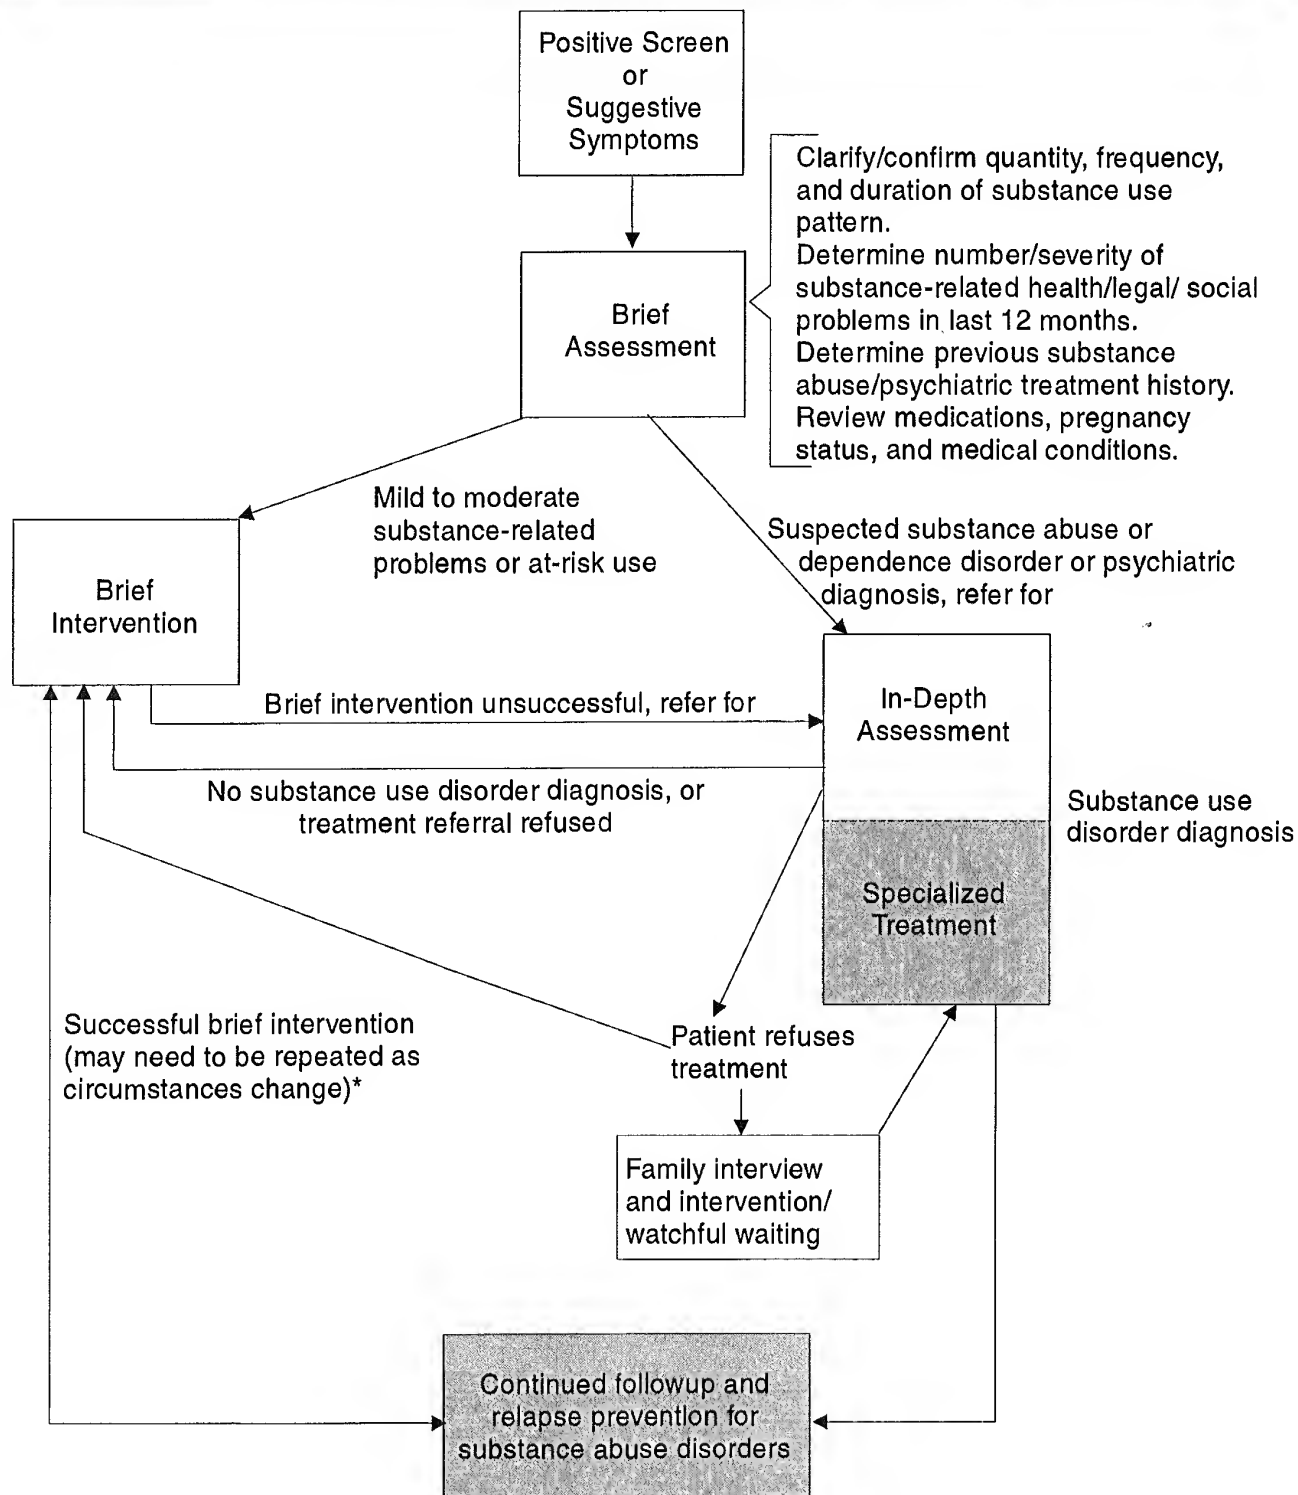 Positive Screen
or
Suggestive
Symptoms
Clarify/confirm quantity, frequency,
and duration of substance use
pattern.
Determine number/severity of
substance-related health/legal/ social
problems in last 12 months.
Determine previous substance
abuse/psychiatric treatment history.
Review medications, pregnancy
status, and medical conditions.
Brief
Assessment
Mild to moderate
substance-related
problems or at-risk use
Suspected substance abuse or
dependence disorder or psychiatric
diagnosis, refer for
Brief
Intervention
Brief intervention unsuccessful, refer for
In-Depth
Assessment
No substance use disorder diagnosis, or
treatment referral refused
Substance use
disorder diagnosis
Specialized
Treatment
Successful brief intervention
(may need to be repeated as
circumstances change)*
Patient refuses
treatment
Family interview
and intervention/
watchful waiting
Continued followup and
relapse prevention for
substance abuse disorders